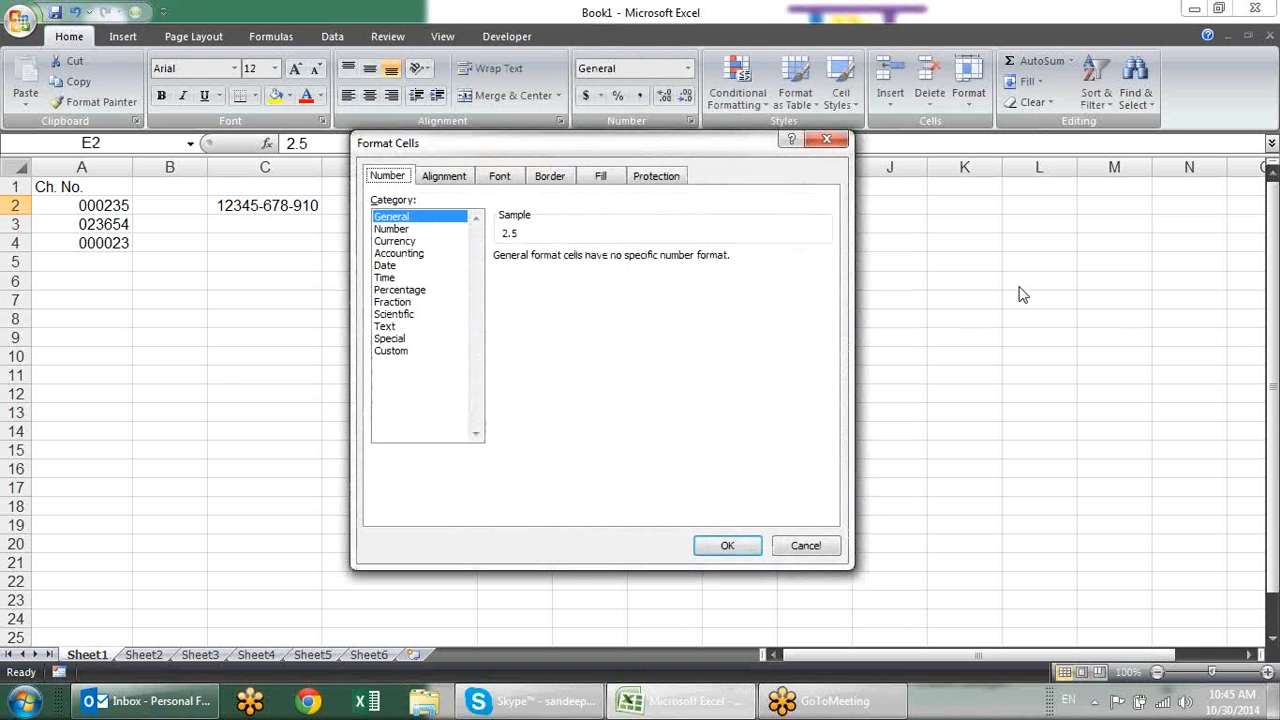 Book1 - Microsoft Excel
Home Insert Page Layout Formulas Data Review View Developer
Cut
Copy
Format Painter
Paste
Clipboard
Arial 12
B I U
Font
Wrap Text
Merge & Center
Alignment
General
$ % ,
Number
Conditional Formatting
Format as Table
Cell Styles
Styles
Insert Delete Format
Cells
AutoSum
Fill
Clear
Sort & Filter
Find & Select
Editing
E2 fx 2.5
A B C J K L M N
1 Ch. No.
2 000235 12345-678-910
3 023654
4 000023
5
6
7
8
9
10
11
12
13
14
15
16
17
18
19
20
21
22
23
24
25
Format Cells
Number Alignment Font Border Fill Protection
Category:
General
Number
Currency
Accounting
Date
Time
Percentage
Fraction
Scientific
Text
Special
Custom
Sample
2.5
General format cells have no specific number format.
OK Cancel
Sheet1 Sheet2 Sheet3 Sheet4 Sheet5 Sheet6
Ready 100%
Inbox - Personal F...
Skype™ - sandeep...
Microsoft Excel - ...
GoToMeeting
EN
10:45 AM
10/30/2014